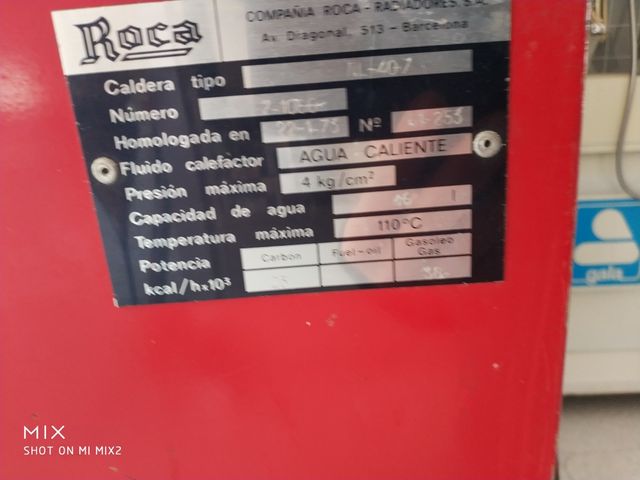 Roca
COMPAÑIA ROCA - RADIADORES, S.A.
Av. Diagonal, 513 - Barcelona
Caldera tipo
Número
Homologada en Nº
Fluido calefactor AGUA CALIENTE
Presión máxima 4 kg/cm²
Capacidad de agua l
Temperatura máxima 110°C
Potencia Carbon Fuel-oil Gasoleo
Gas
kcal/h×10³
gala
MIX
SHOT ON MI MIX2